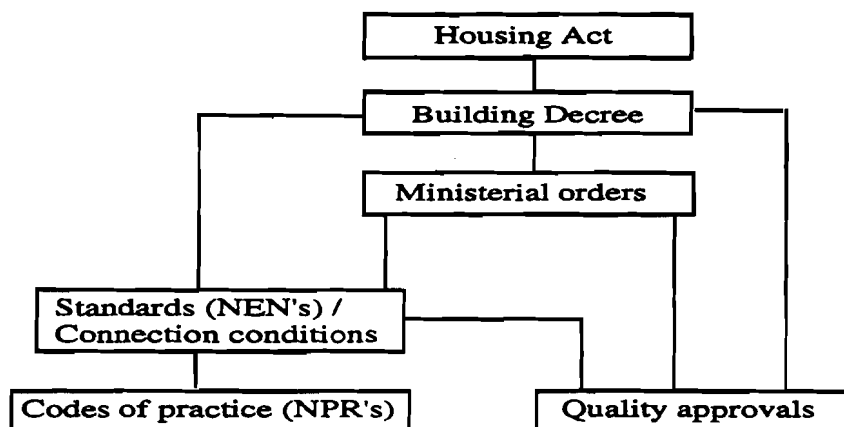 Housing Act
Building Decree
Ministerial orders
Standards (NEN's) /
Connection conditions
Codes of practice (NPR's)
Quality approvals